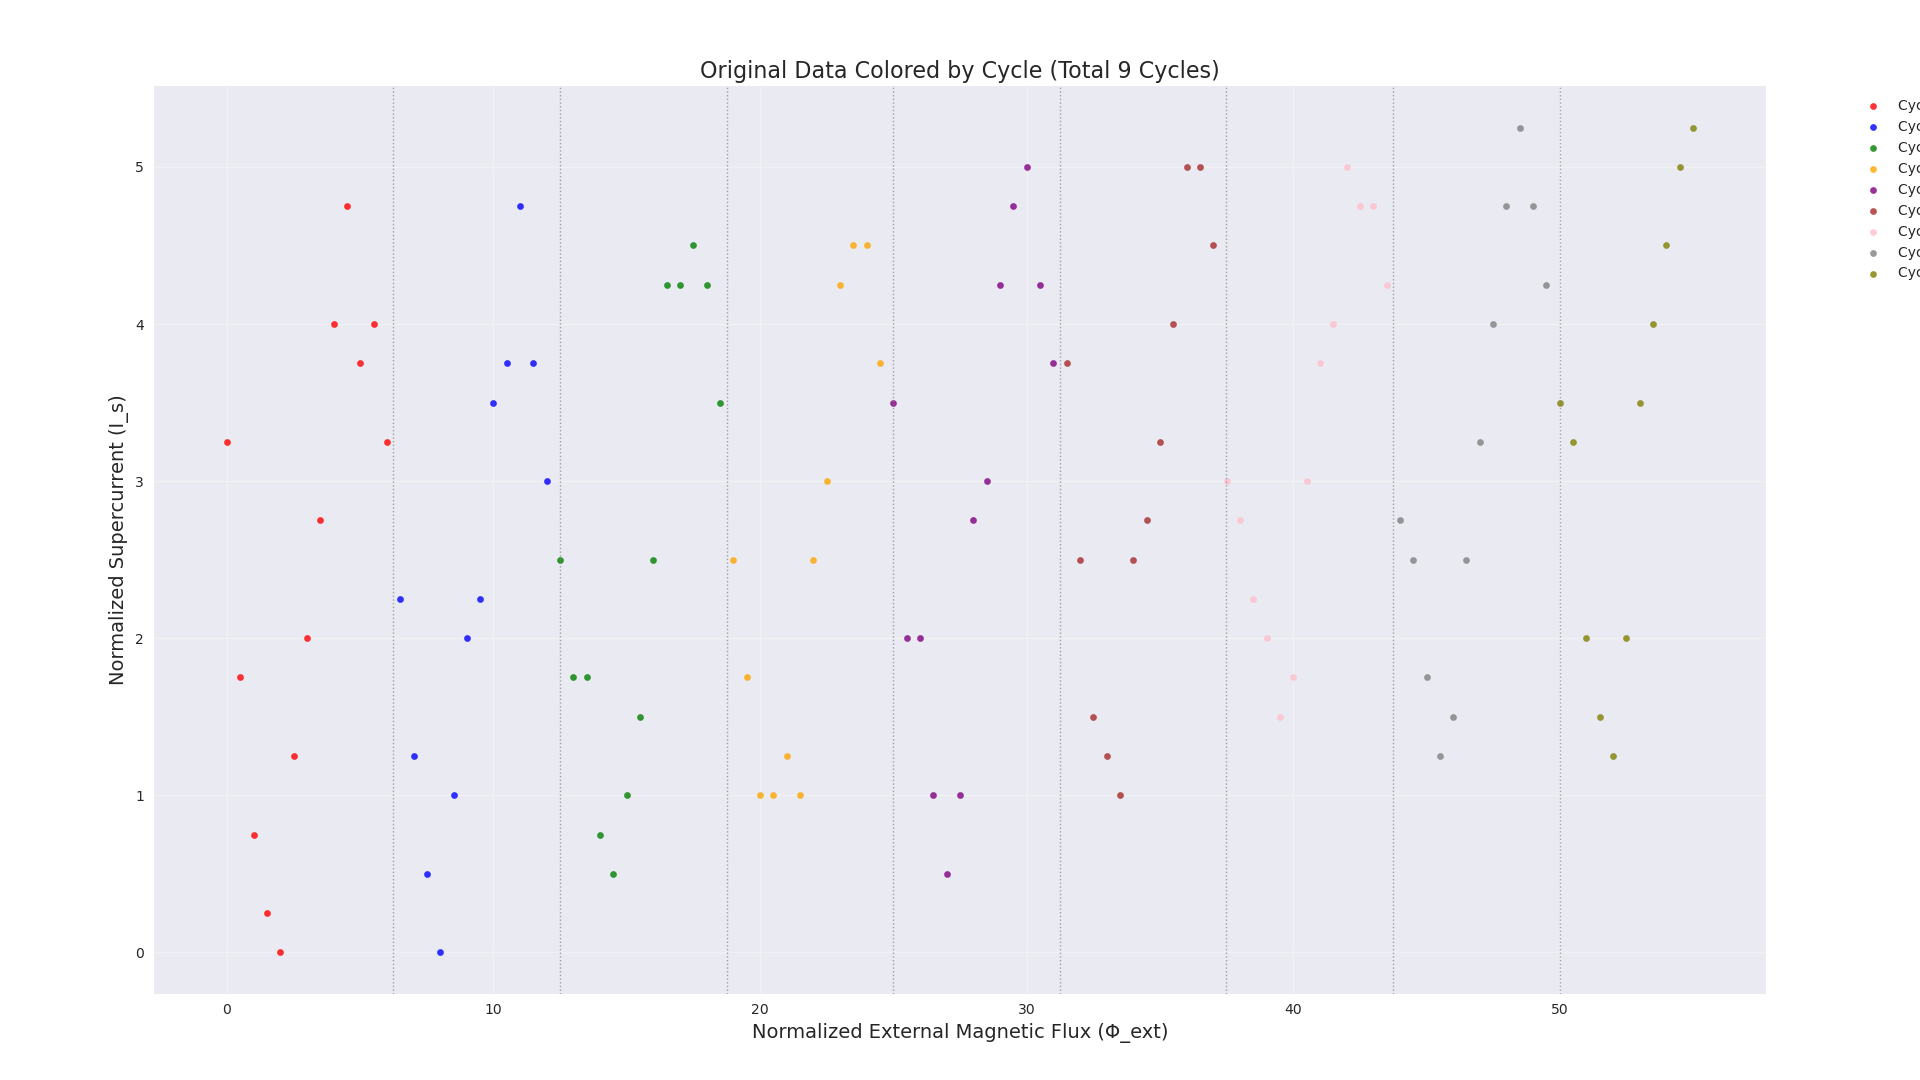 Original Data Colored by Cycle (Total 9 Cycles)
Cyc
Cyc
Cyc
Cyc
Cyc
Cyc
Cyc
Cyc
Cyc
Normalized Supercurrent (I_s)
5
4
3
2
1
0
0 10 20 30 40 50
Normalized External Magnetic Flux (Φ_ext)